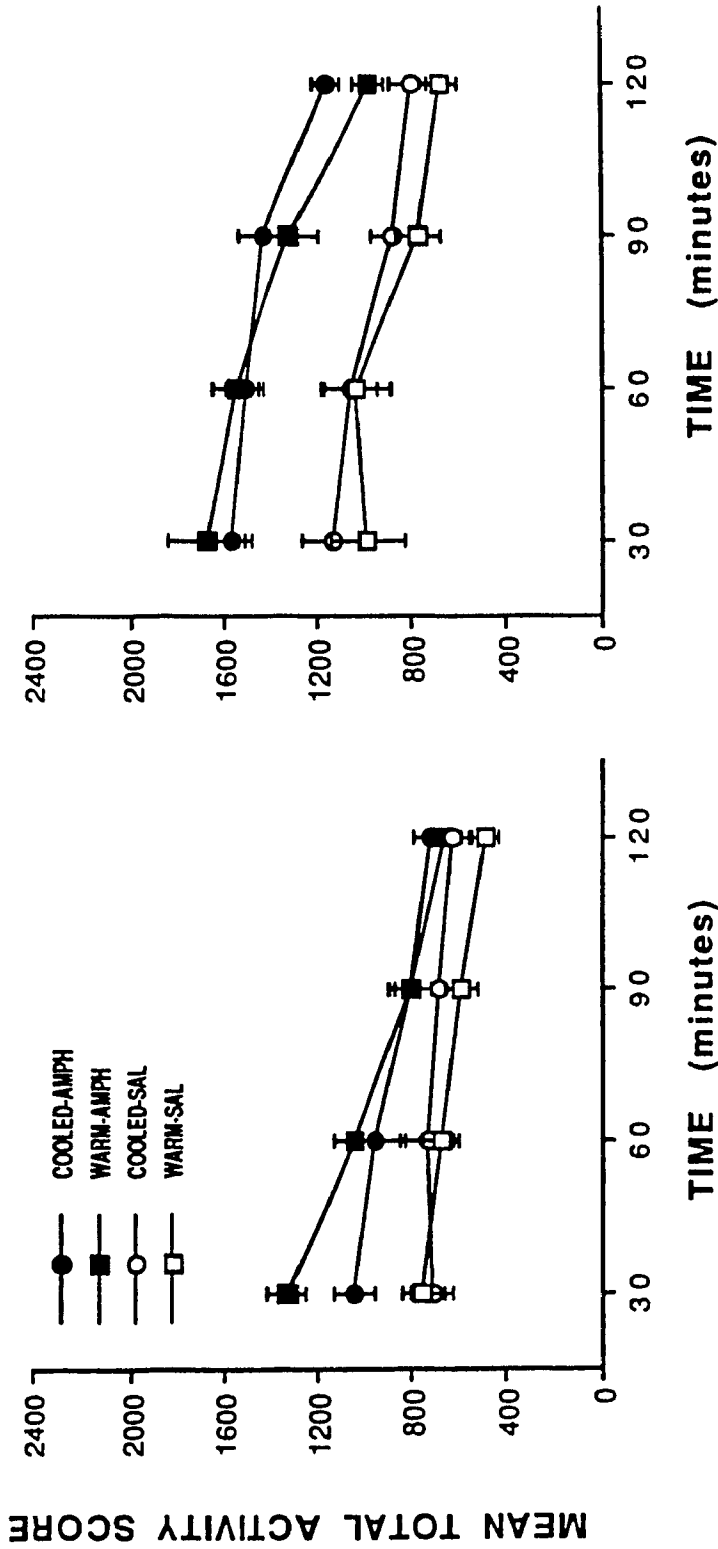 MEAN TOTAL ACTIVITY SCORE
2400
2000
1600
1200
800
400
0
COOLED-AMPH
WARM-AMPH
COOLED-SAL
WARM-SAL
30 60 90 120
TIME (minutes)
2400
2000
1600
1200
800
400
0
30 60 90 120
TIME (minutes)